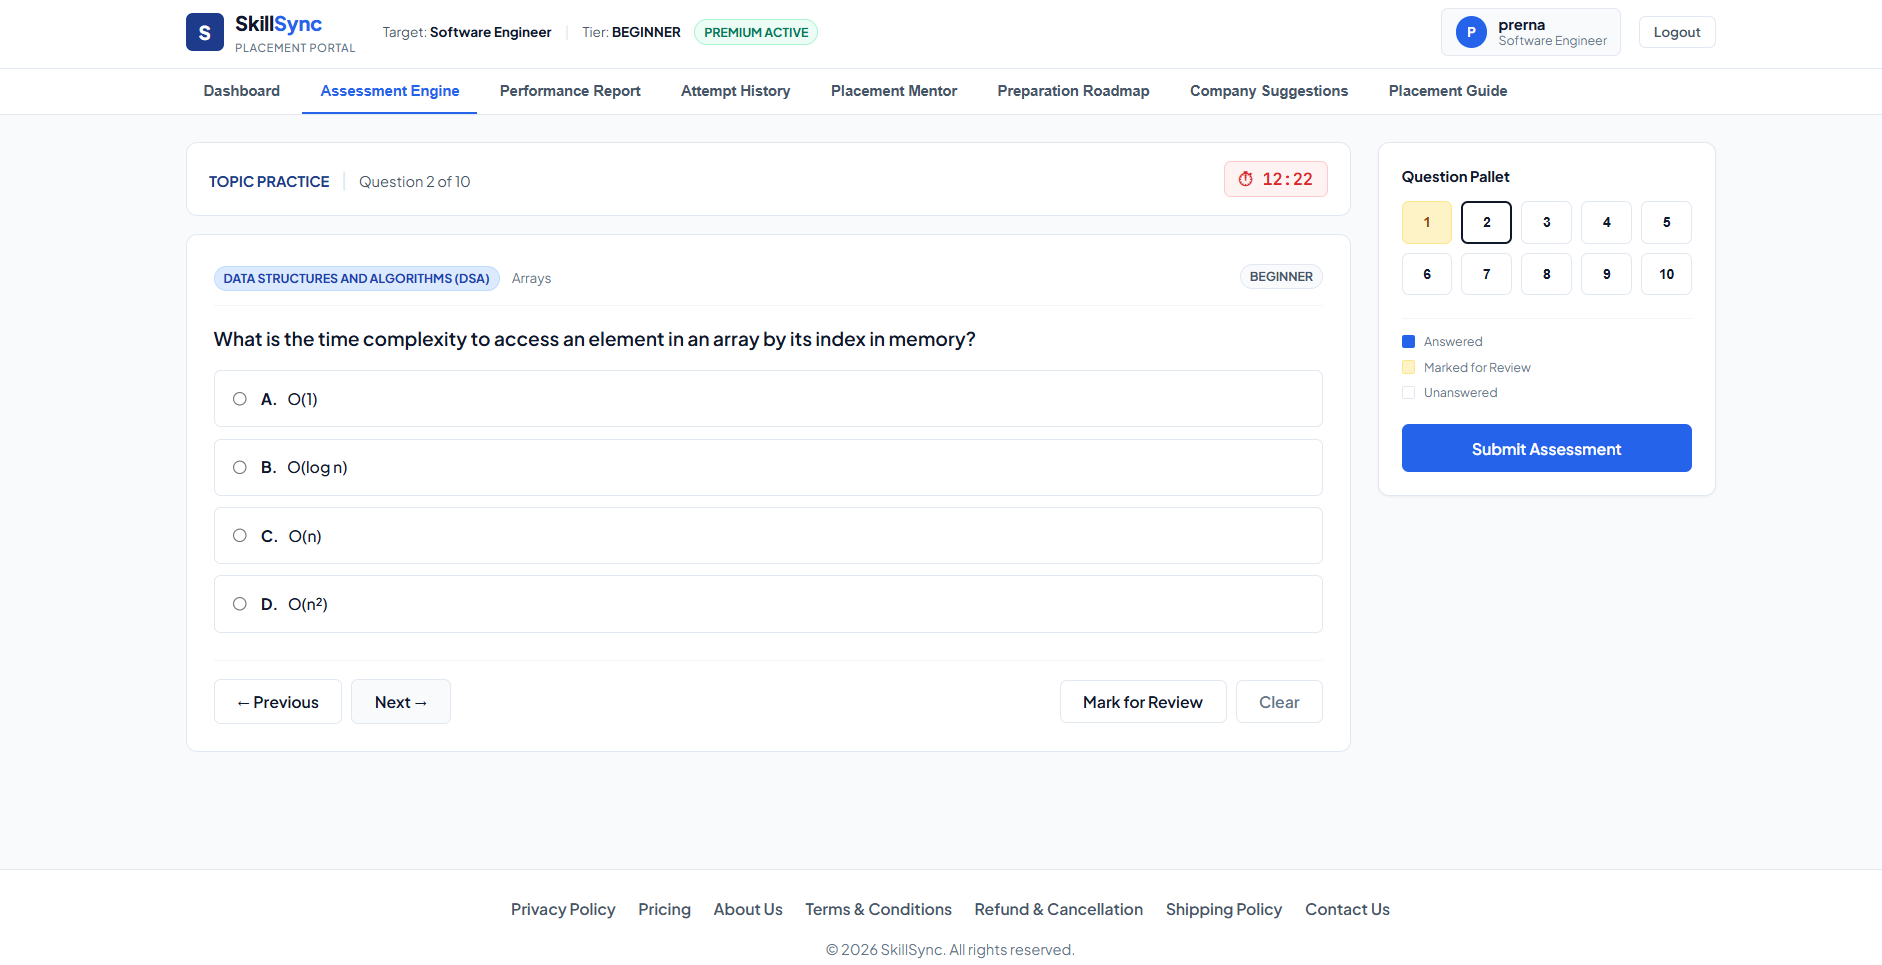 S
SkillSync
PLACEMENT PORTAL
Target: Software Engineer
Tier: BEGINNER
PREMIUM ACTIVE
P
prerna
Software Engineer
Logout
Dashboard
Assessment Engine
Performance Report
Attempt History
Placement Mentor
Preparation Roadmap
Company Suggestions
Placement Guide
TOPIC PRACTICE
Question 2 of 10
12:22
DATA STRUCTURES AND ALGORITHMS (DSA)
Arrays
BEGINNER
What is the time complexity to access an element in an array by its index in memory?
A. O(1)
B. O(log n)
C. O(n)
D. O(n²)
← Previous
Next →
Mark for Review
Clear
Question Pallet
1 2 3 4 5
6 7 8 9 10
Answered
Marked for Review
Unanswered
Submit Assessment
Privacy Policy
Pricing
About Us
Terms & Conditions
Refund & Cancellation
Shipping Policy
Contact Us
© 2026 SkillSync. All rights reserved.